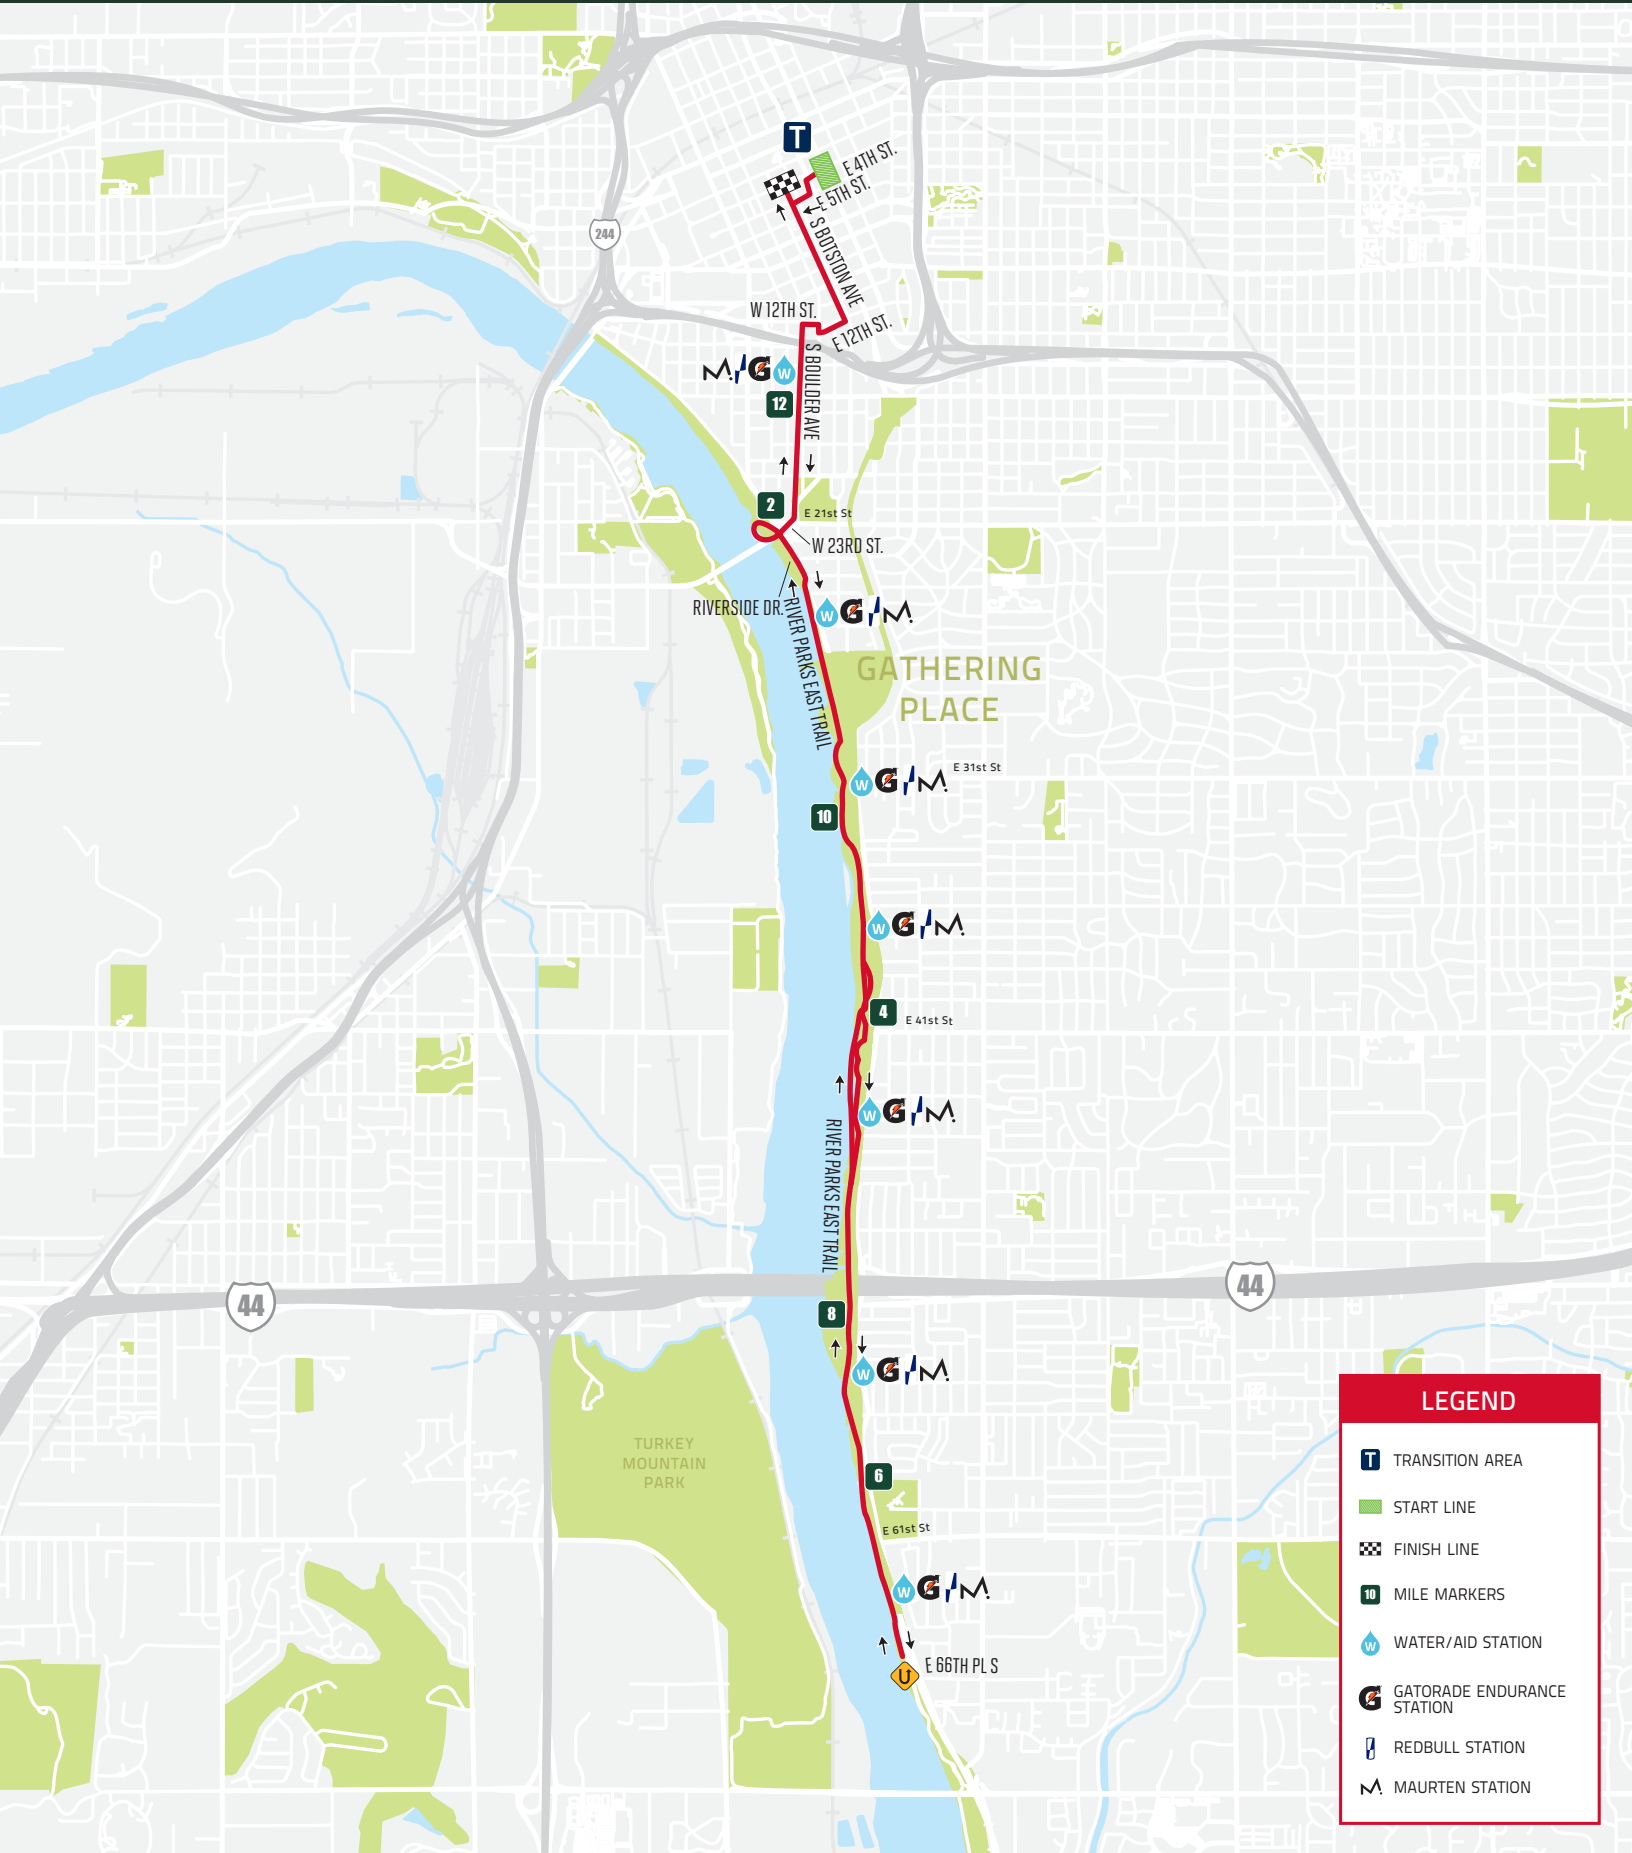 T
E 4TH ST.
E 5TH ST.
S BOTSTON AVE
244
W 12TH ST.
E 12TH ST.
S BOULDER AVE
M G W
12
2
E 21st St
W 23RD ST.
RIVERSIDE DR.
W G M
RIVER PARKS EAST TRAIL
GATHERING
PLACE
E 31st St
W G M
10
W G M
4
E 41st St
W G M
RIVER PARKS EAST TRAIL
44
44
8
W G M
TURKEY
MOUNTAIN
PARK
6
E 61st St
W G M
E 66TH PL S
LEGEND
T TRANSITION AREA
START LINE
FINISH LINE
10 MILE MARKERS
W WATER/AID STATION
G GATORADE ENDURANCE
STATION
REDBULL STATION
M MAURTEN STATION